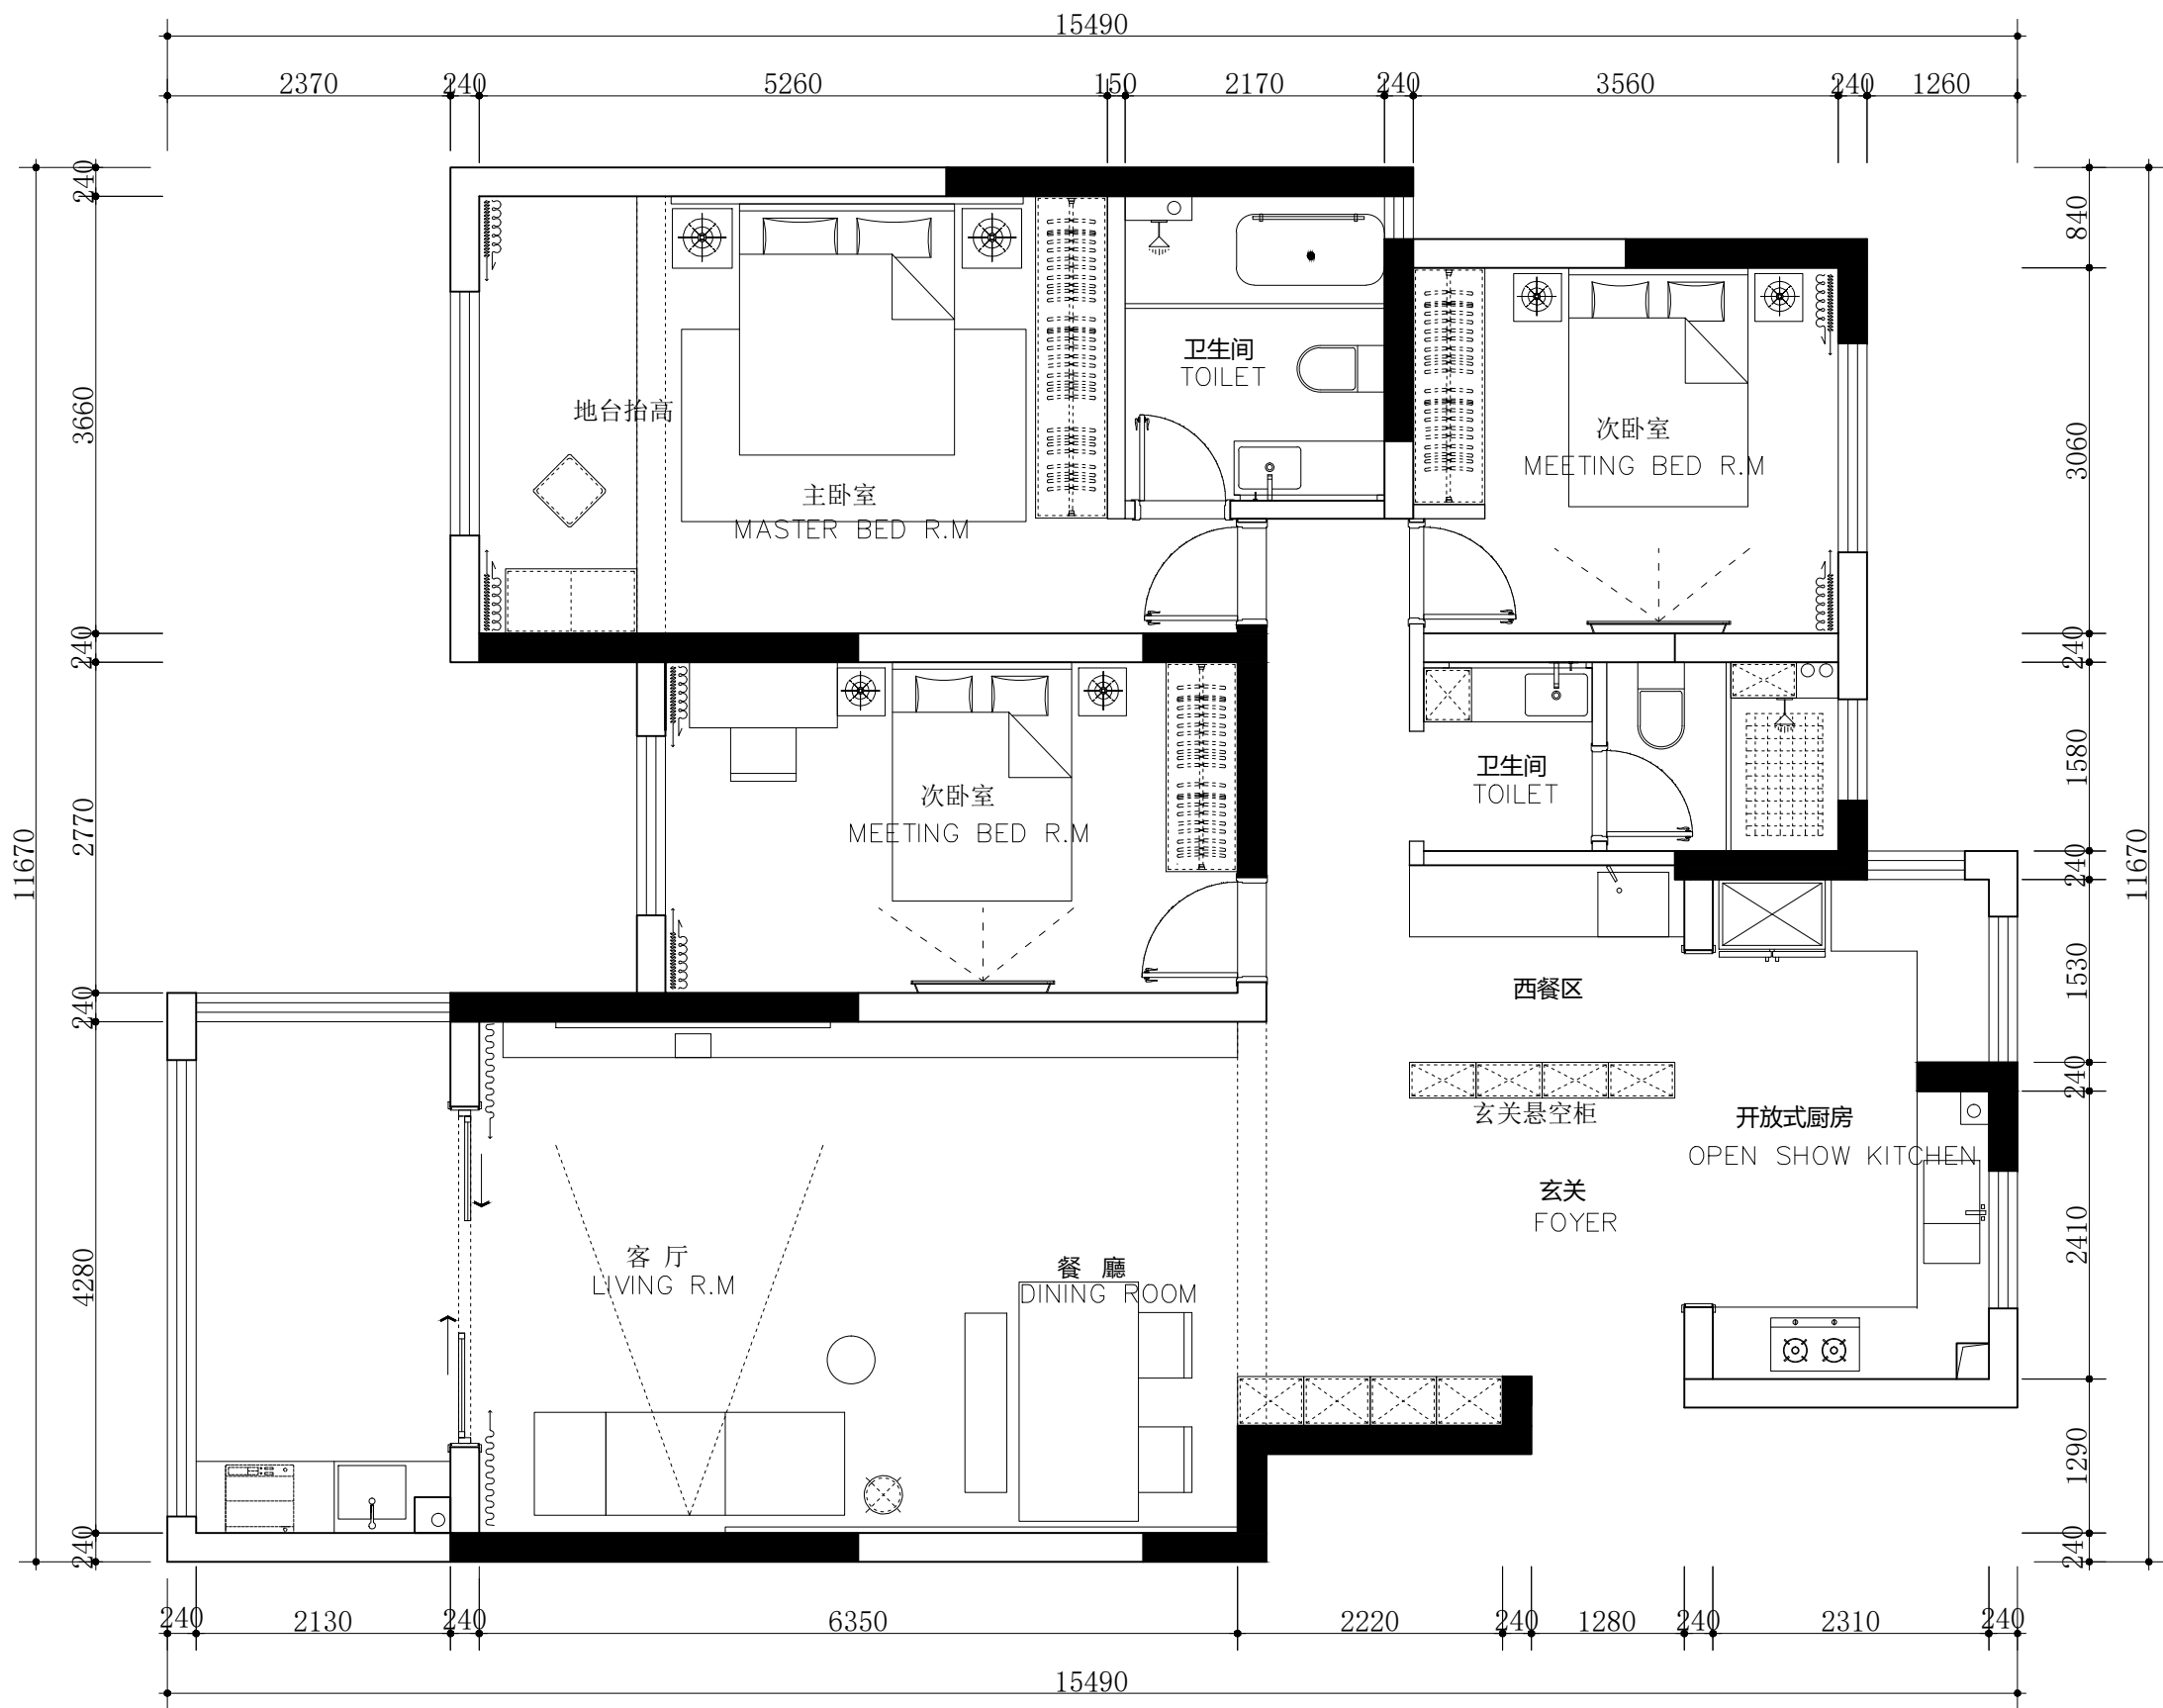 15490
2370 240 5260 150 2170 240 3560 240 1260
240
3660
240
2770
240
4280
240
11670
840
3060
240
1580
240
1530
240
2410
1290
240
11670
卫生间
TOILET
地台抬高
次卧室
MEETING BED R.M
主卧室
MASTER BED R.M
卫生间
TOILET
次卧室
MEETING BED R.M
西餐区
玄关悬空柜
开放式厨房
OPEN SHOW KITCHEN
玄关
FOYER
客 厅
LIVING R.M
餐 廳
DINING ROOM
240 2130 240 6350 2220 240 1280 240 2310 240
15490